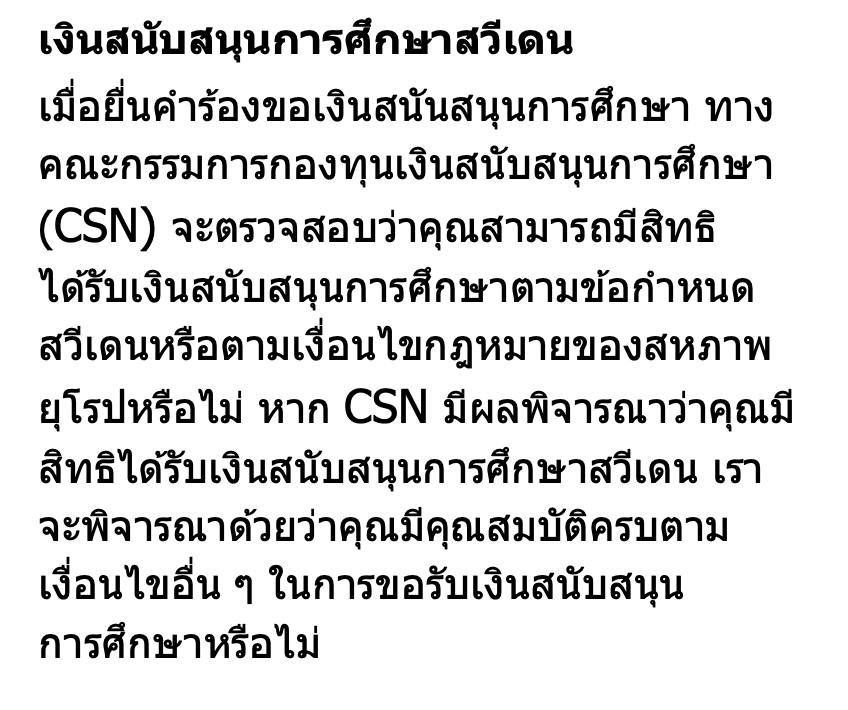 เงินสนับสนุนการศึกษาสวีเดน
เมื่อยื่นคำร้องขอเงินสนันสนุนการศึกษา ทาง
คณะกรรมการกองทุนเงินสนับสนุนการศึกษา
(CSN) จะตรวจสอบว่าคุณสามารถมีสิทธิ
ได้รับเงินสนับสนุนการศึกษาตามข้อกำหนด
สวีเดนหรือตามเงื่อนไขกฎหมายของสหภาพ
ยุโรปหรือไม่ หาก CSN มีผลพิจารณาว่าคุณมี
สิทธิได้รับเงินสนับสนุนการศึกษาสวีเดน เรา
จะพิจารณาด้วยว่าคุณมีคุณสมบัติครบตาม
เงื่อนไขอื่น ๆ ในการขอรับเงินสนับสนุน
การศึกษาหรือไม่